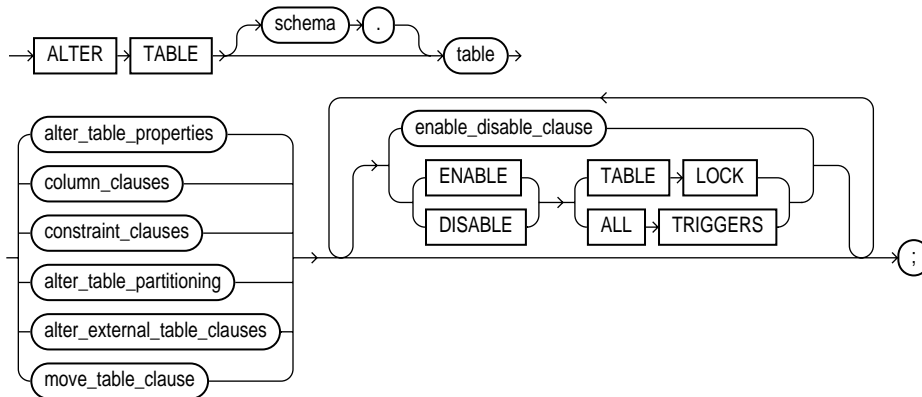 ALTER TABLE schema . table
alter_table_properties
column_clauses
constraint_clauses
alter_table_partitioning
alter_external_table_clauses
move_table_clause
enable_disable_clause
ENABLE
DISABLE
TABLE LOCK
ALL TRIGGERS
;